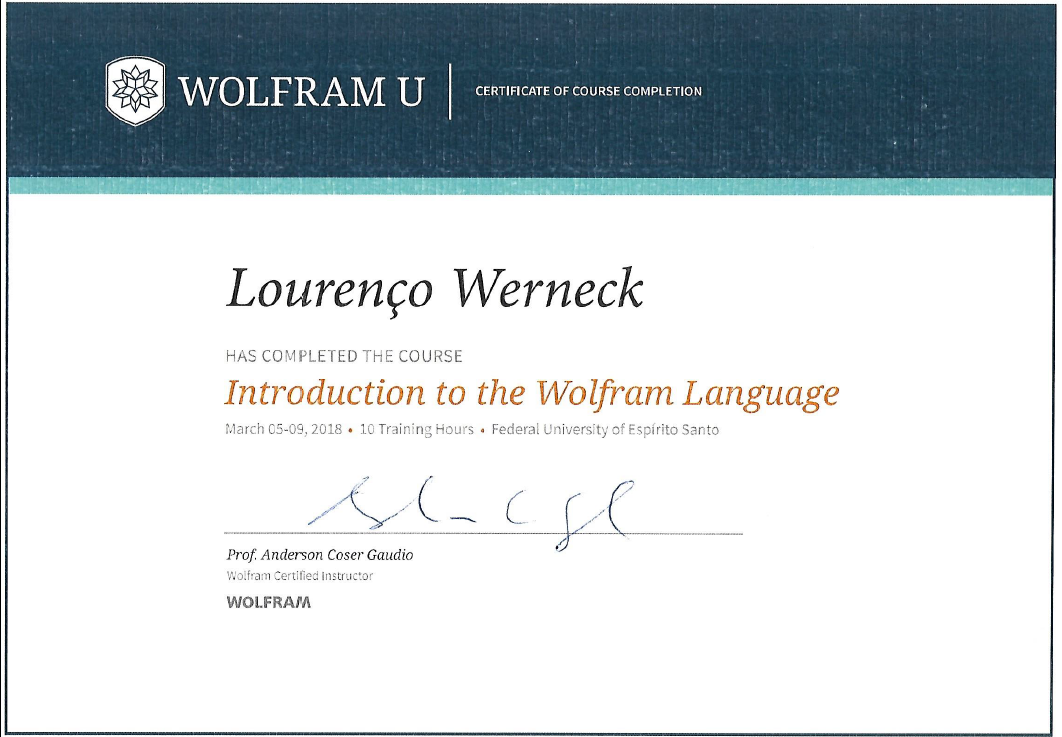 WOLFRAM U
CERTIFICATE OF COURSE COMPLETION
Lourenço Werneck
HAS COMPLETED THE COURSE
Introduction to the Wolfram Language
March 05-09, 2018 • 10 Training Hours • Federal University of Espírito Santo
Prof. Anderson Coser Gaudio
Wolfram Certified Instructor
WOLFRAM